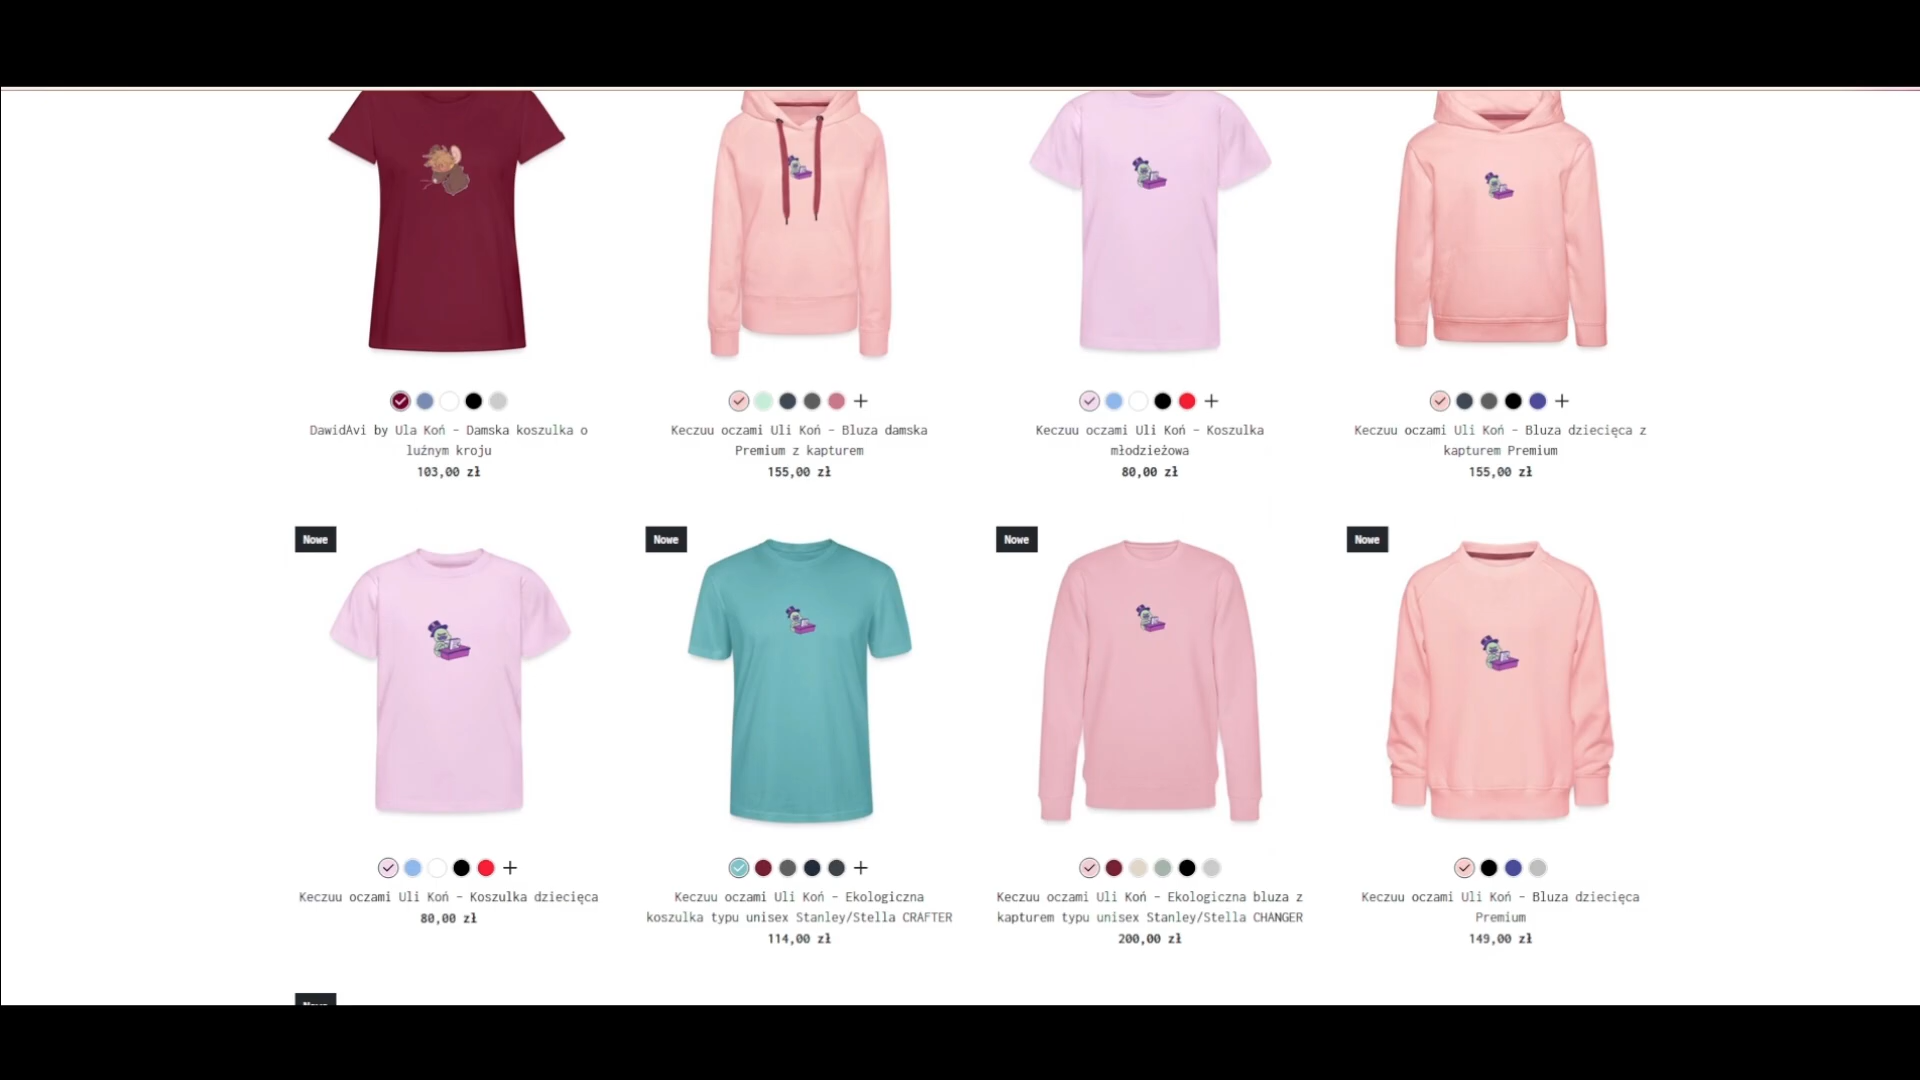 DawidAvi by Ula Koń - Damska koszulka o
luźnym kroju
103,00 zł
Keczuu oczami Uli Koń - Bluza damska
Premium z kapturem
155,00 zł
Keczuu oczami Uli Koń - Koszulka
młodzieżowa
80,00 zł
Keczuu oczami Uli Koń - Bluza dziecięca z
kapturem Premium
155,00 zł
Nowe
Keczuu oczami Uli Koń - Koszulka dziecięca
80,00 zł
Nowe
Keczuu oczami Uli Koń - Ekologiczna
koszulka typu unisex Stanley/Stella CRAFTER
114,00 zł
Nowe
Keczuu oczami Uli Koń - Ekologiczna bluza z
kapturem typu unisex Stanley/Stella CHANGER
200,00 zł
Nowe
Keczuu oczami Uli Koń - Bluza dziecięca
Premium
149,00 zł